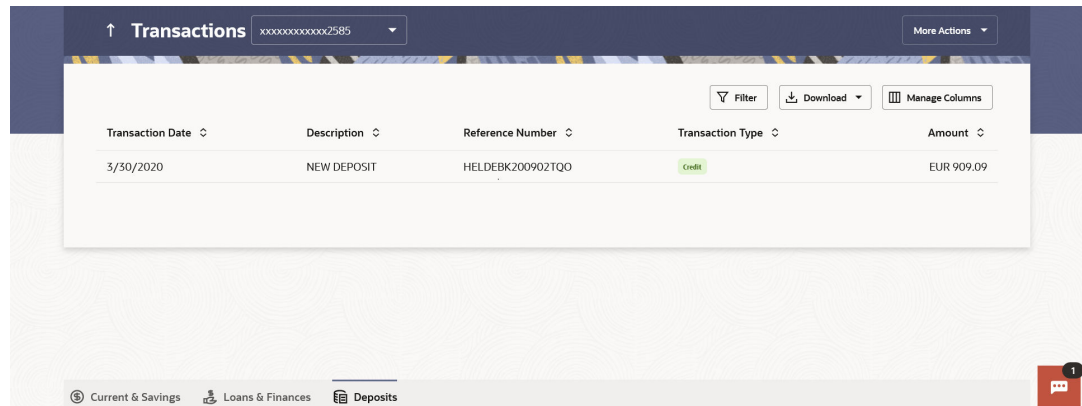 Transactions xxxxxxxxxxxx2585 More Actions
Filter Download Manage Columns
Transaction Date Description Reference Number Transaction Type Amount
3/30/2020 NEW DEPOSIT HELDEBK200902TQO Credit EUR 909.09
1
Current & Savings Loans & Finances Deposits